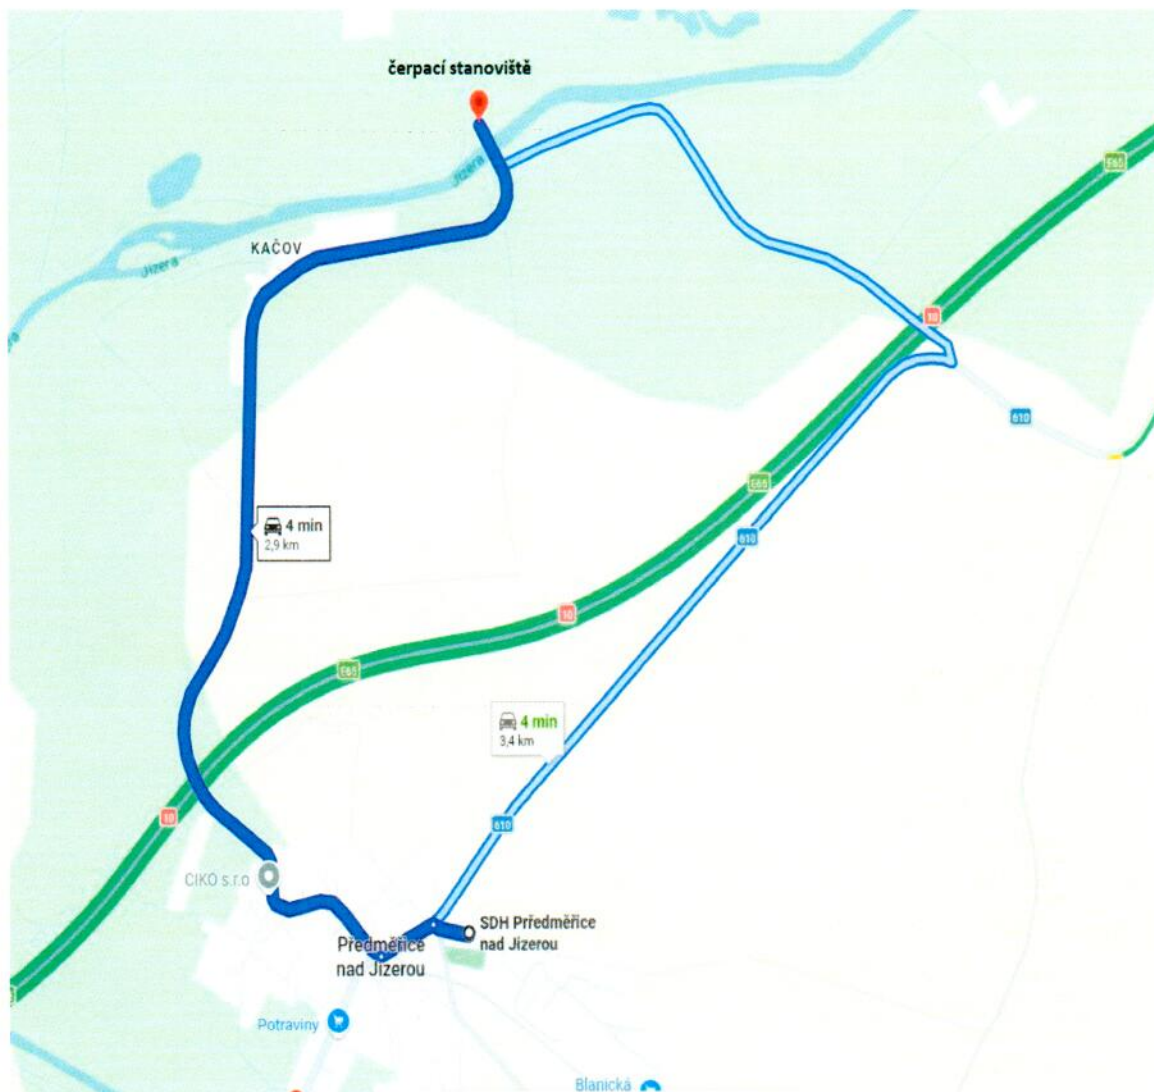 čerpací stanoviště
E65
Jizera
KAČOV
Jizera
10
610
4 min
2,9 km
E65
610
10
E65
4 min
3,4 km
10
610
CIKO s.r.o
SDH Prředměřice
nad Jizerou
Předměřice
nad Jizerou
Potraviny
Blanická